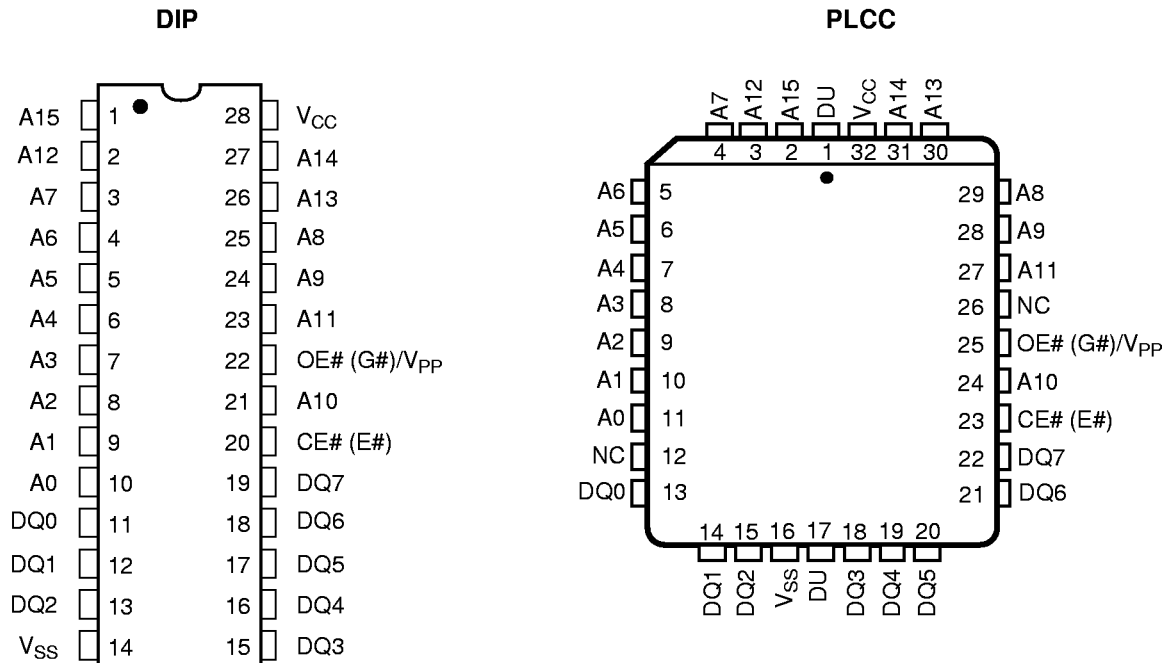 DIP
A15 1 28 VCC
A12 2 27 A14
A7 3 26 A13
A6 4 25 A8
A5 5 24 A9
A4 6 23 A11
A3 7 22 OE# (G#)/VPP
A2 8 21 A10
A1 9 20 CE# (E#)
A0 10 19 DQ7
DQ0 11 18 DQ6
DQ1 12 17 DQ5
DQ2 13 16 DQ4
VSS 14 15 DQ3
PLCC
A7 A12 A15 DU VCC A14 A13
4 3 2 1 32 31 30
A6 5 29 A8
A5 6 28 A9
A4 7 27 A11
A3 8 26 NC
A2 9 25 OE# (G#)/VPP
A1 10 24 A10
A0 11 23 CE# (E#)
NC 12 22 DQ7
DQ0 13 21 DQ6
14 15 16 17 18 19 20
DQ1 DQ2 VSS DU DQ3 DQ4 DQ5